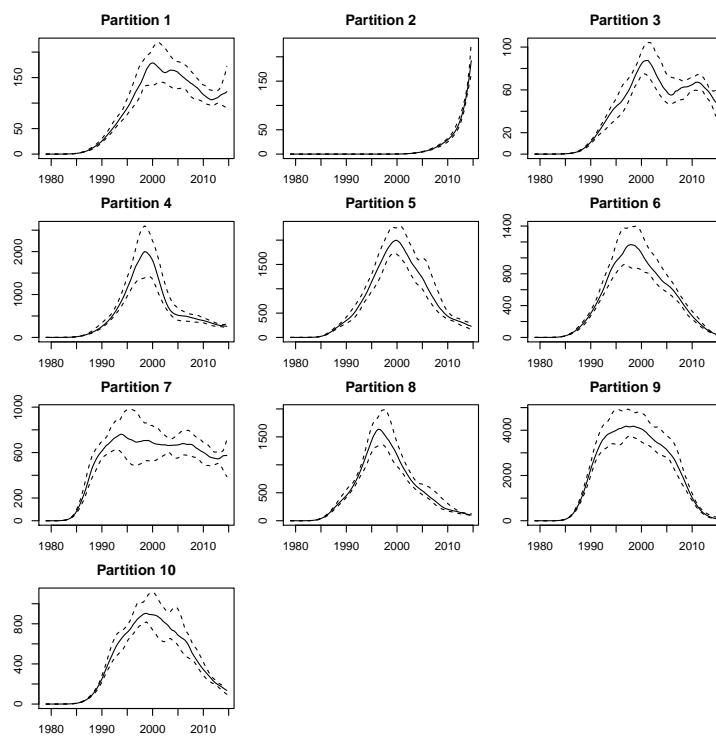 Partition 1
0 50 150
1980 1990 2000 2010
Partition 2
0 50 150
1980 1990 2000 2010
Partition 3
0 20 60 100
1980 1990 2000 2010
Partition 4
0 1000 2000
1980 1990 2000 2010
Partition 5
0 500 1500
1980 1990 2000 2010
Partition 6
0 400 800 1400
1980 1990 2000 2010
Partition 7
0 200 600 1000
1980 1990 2000 2010
Partition 8
0 500 1500
1980 1990 2000 2010
Partition 9
0 2000 4000
1980 1990 2000 2010
Partition 10
0 400 800
1980 1990 2000 2010